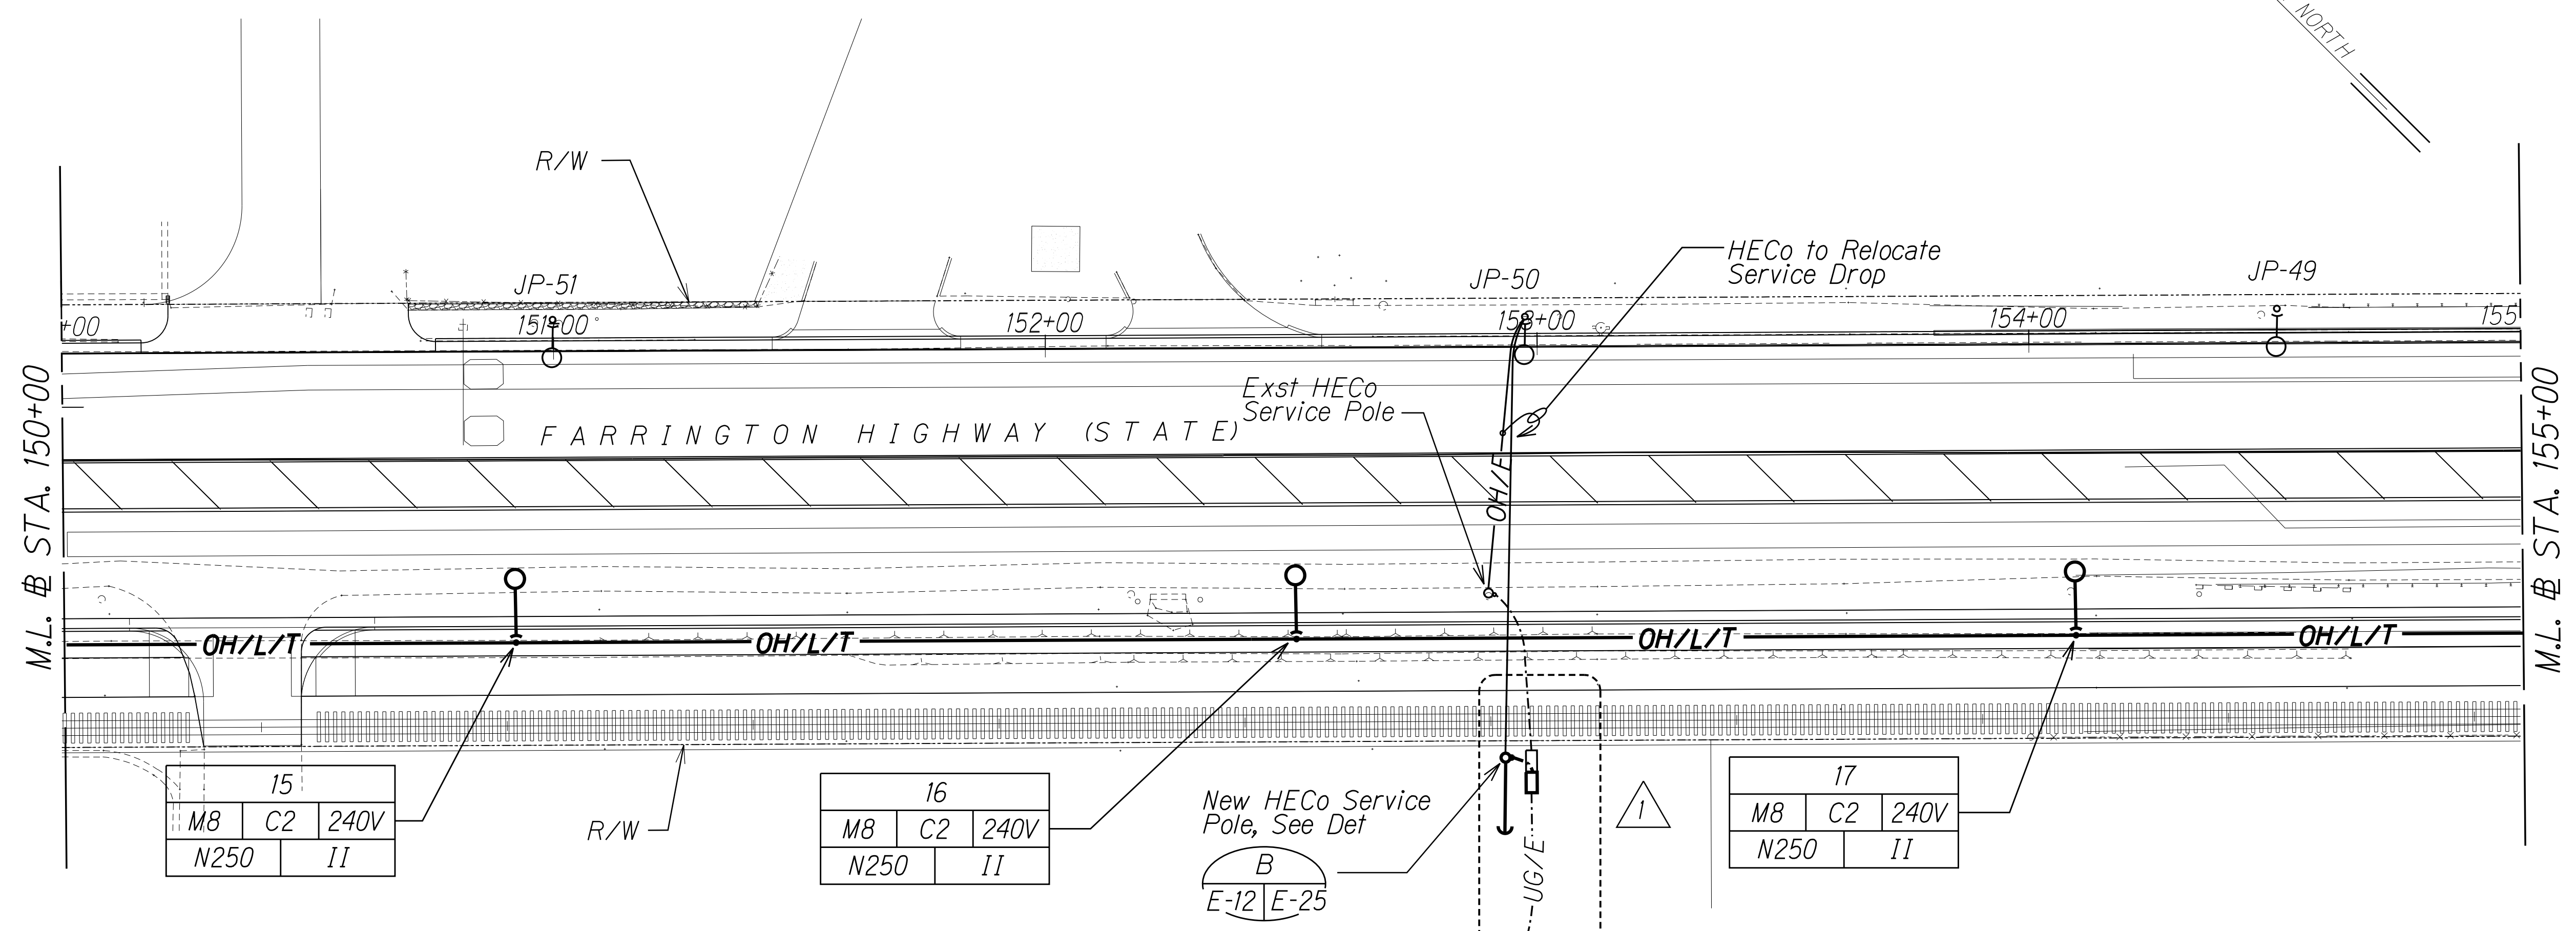 NORTH
R/W
HECo to Relocate
Service Drop
JP-51
JP-50
JP-49
+00
151+00
152+00
153+00
154+00
155
Exst HECo
Service Pole
FARRINGTON HIGHWAY (STATE)
OH/E
M.L. STA. 150+00
M.L. STA. 155+00
OH/L/T
OH/L/T
OH/L/T
OH/L/T
15
M8 C2 240V
N250 II
R/W
16
M8 C2 240V
N250 II
New HECo Service
Pole, See Det
B
E-12 E-25
UG/E
1
17
M8 C2 240V
N250 II